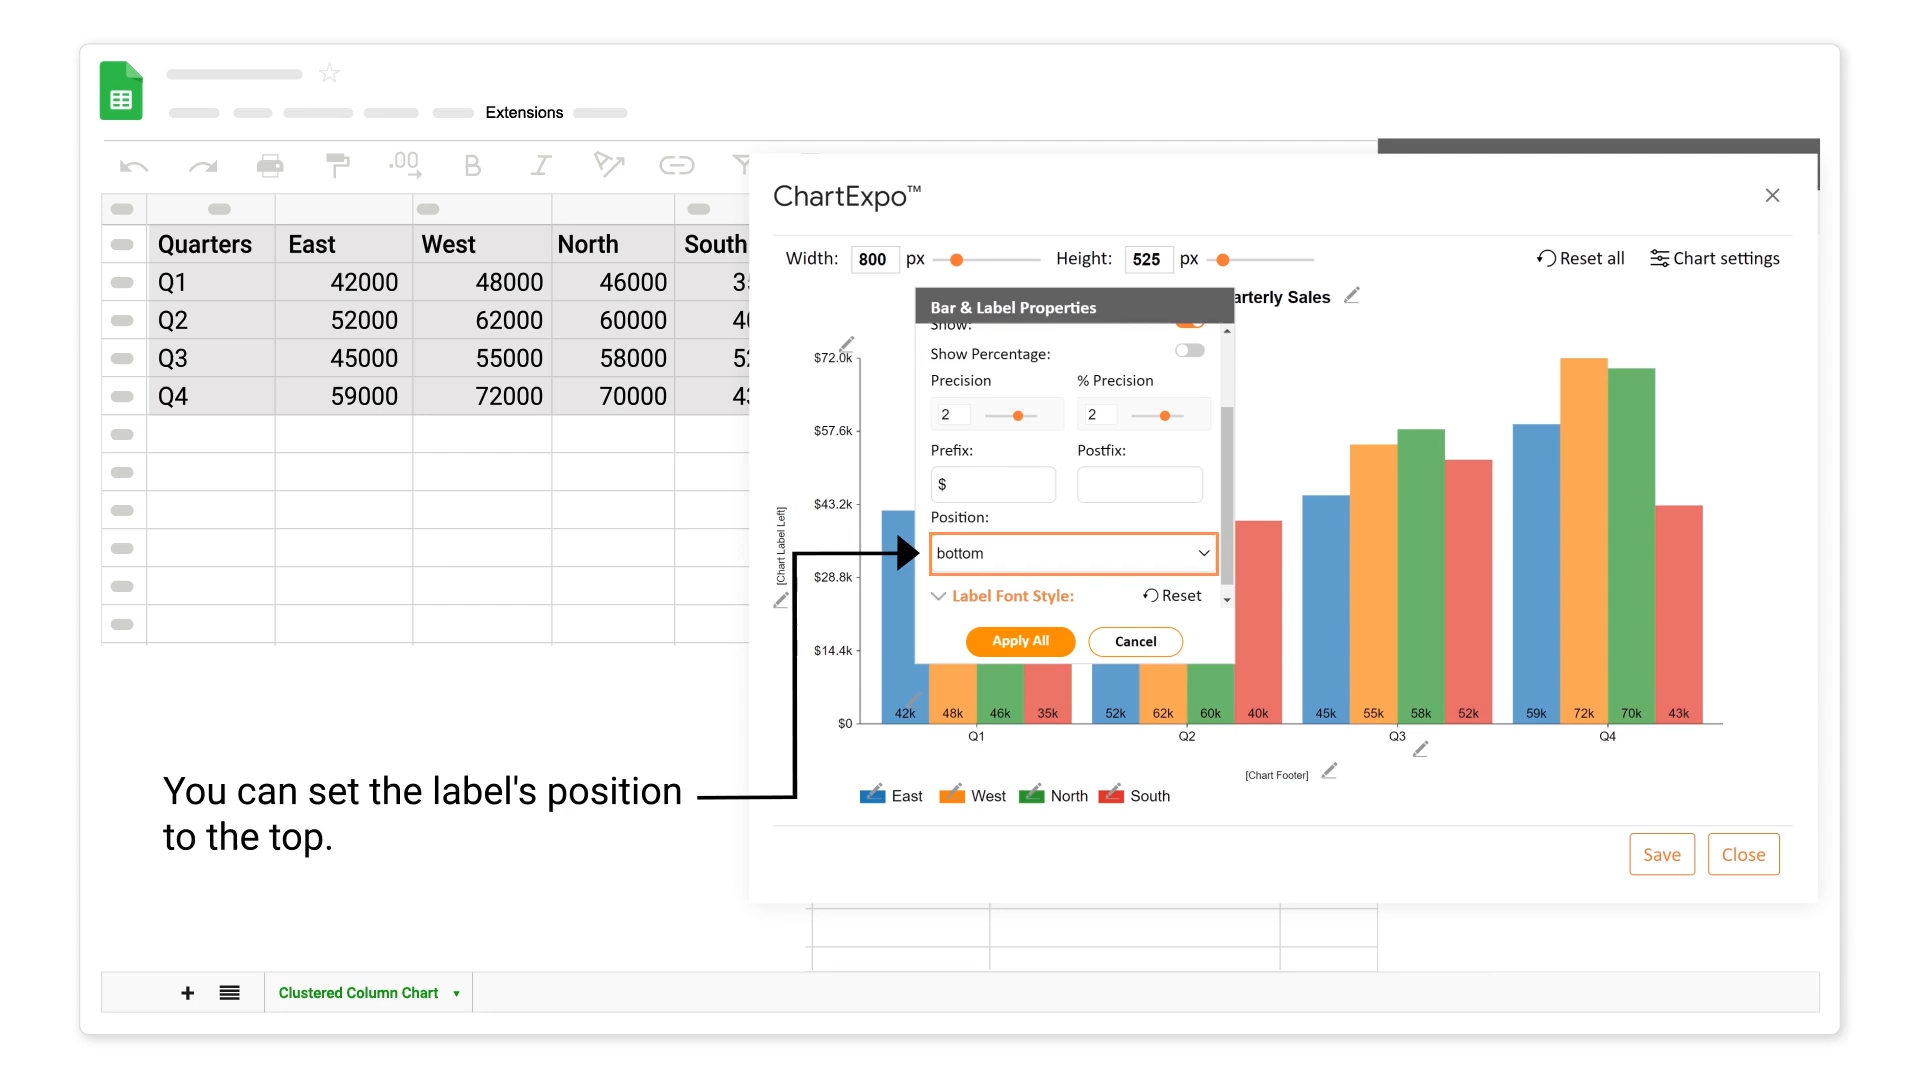 Extensions
.00
B
I
ChartExpo™
Quarters East West North South
Q1 42000 48000 46000
Q2 52000 62000 60000
Q3 45000 55000 58000
Q4 59000 72000 70000
Width: 800 px Height: 525 px Reset all Chart settings
arterly Sales
Bar & Label Properties
Show:
Show Percentage:
Precision % Precision
2 2
Prefix: Postfix:
$
Position:
bottom
Label Font Style: Reset
Apply All Cancel
[Chart Label Left]
$72.0k
$57.6k
$43.2k
$28.8k
$14.4k
$0
42k 48k 46k 35k 52k 62k 60k 40k 45k 55k 58k 52k 59k 72k 70k 43k
Q1 Q2 Q3 Q4
[Chart Footer]
East West North South
Save Close
You can set the label's position
to the top.
+ Clustered Column Chart